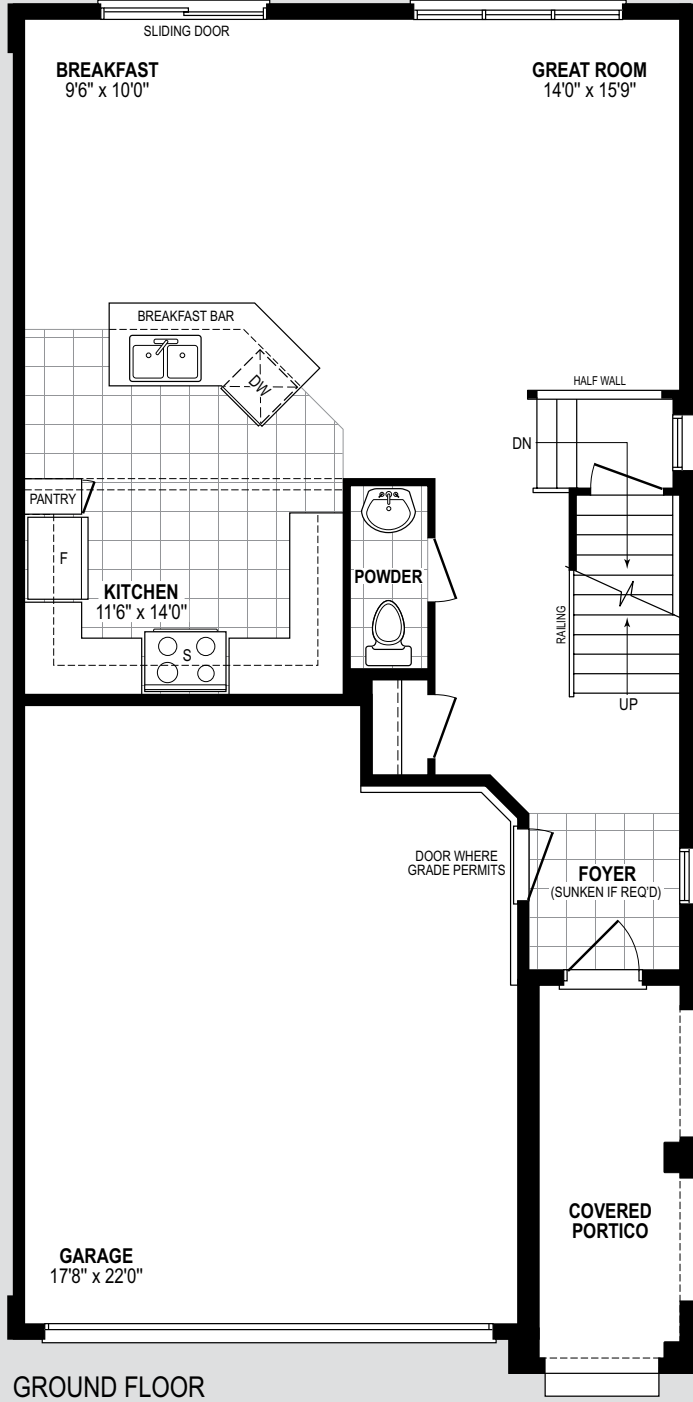 SLIDING DOOR
BREAKFAST
9'6" x 10'0"
GREAT ROOM
14'0" x 15'9"
BREAKFAST BAR
DW
HALF WALL
DN
PANTRY
F
KITCHEN
11'6" x 14'0"
S
POWDER
RAILING
UP
DOOR WHERE
GRADE PERMITS
FOYER
(SUNKEN IF REQ'D)
COVERED
PORTICO
GARAGE
17'8" x 22'0"
GROUND FLOOR